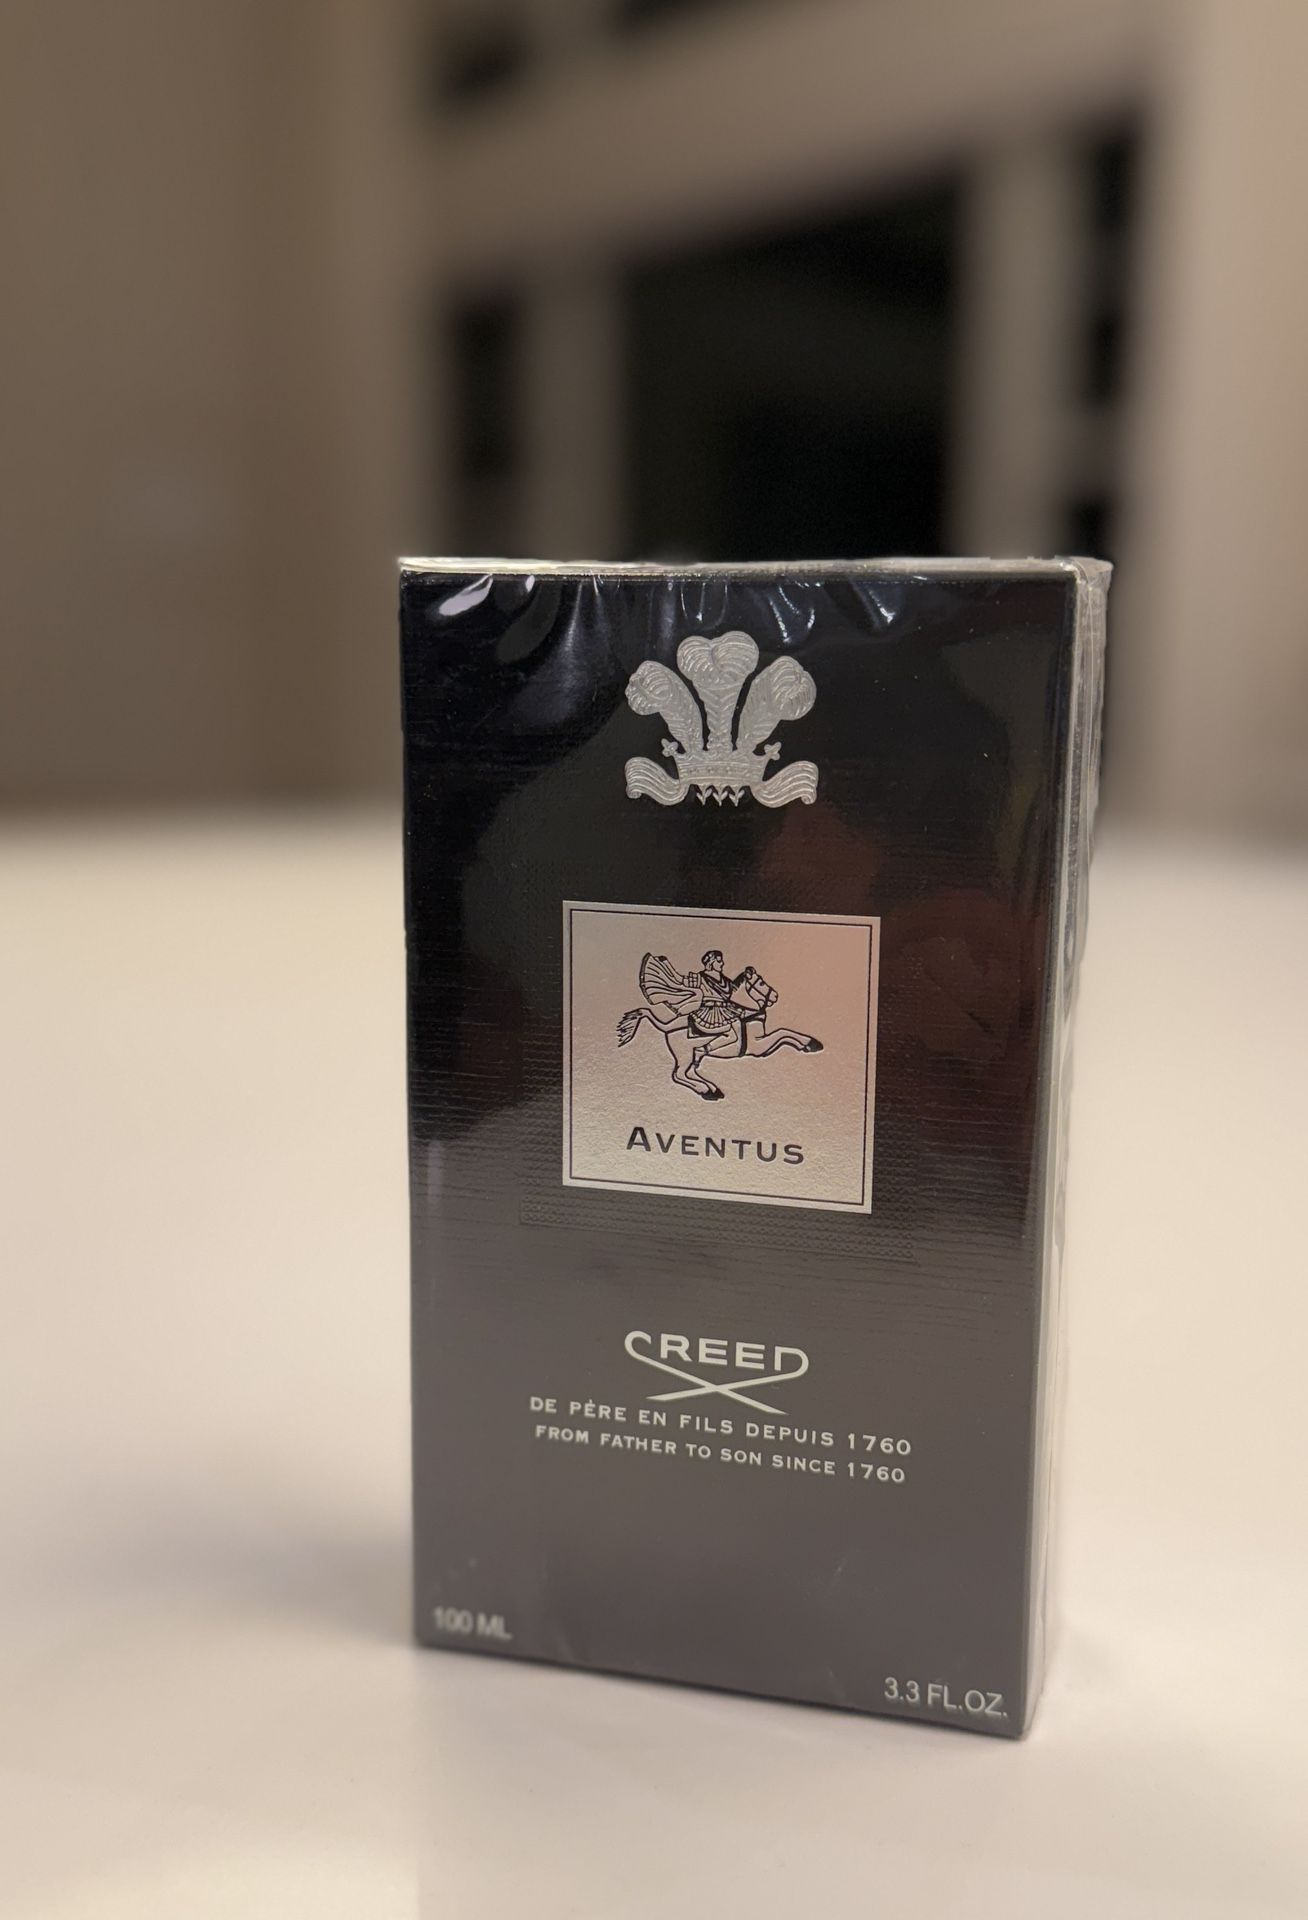 AVENTUS
CREED
DE PÈRE EN FILS DEPUIS 1760
FROM FATHER TO SON SINCE 1760
100 ML
3.3 FL.OZ.